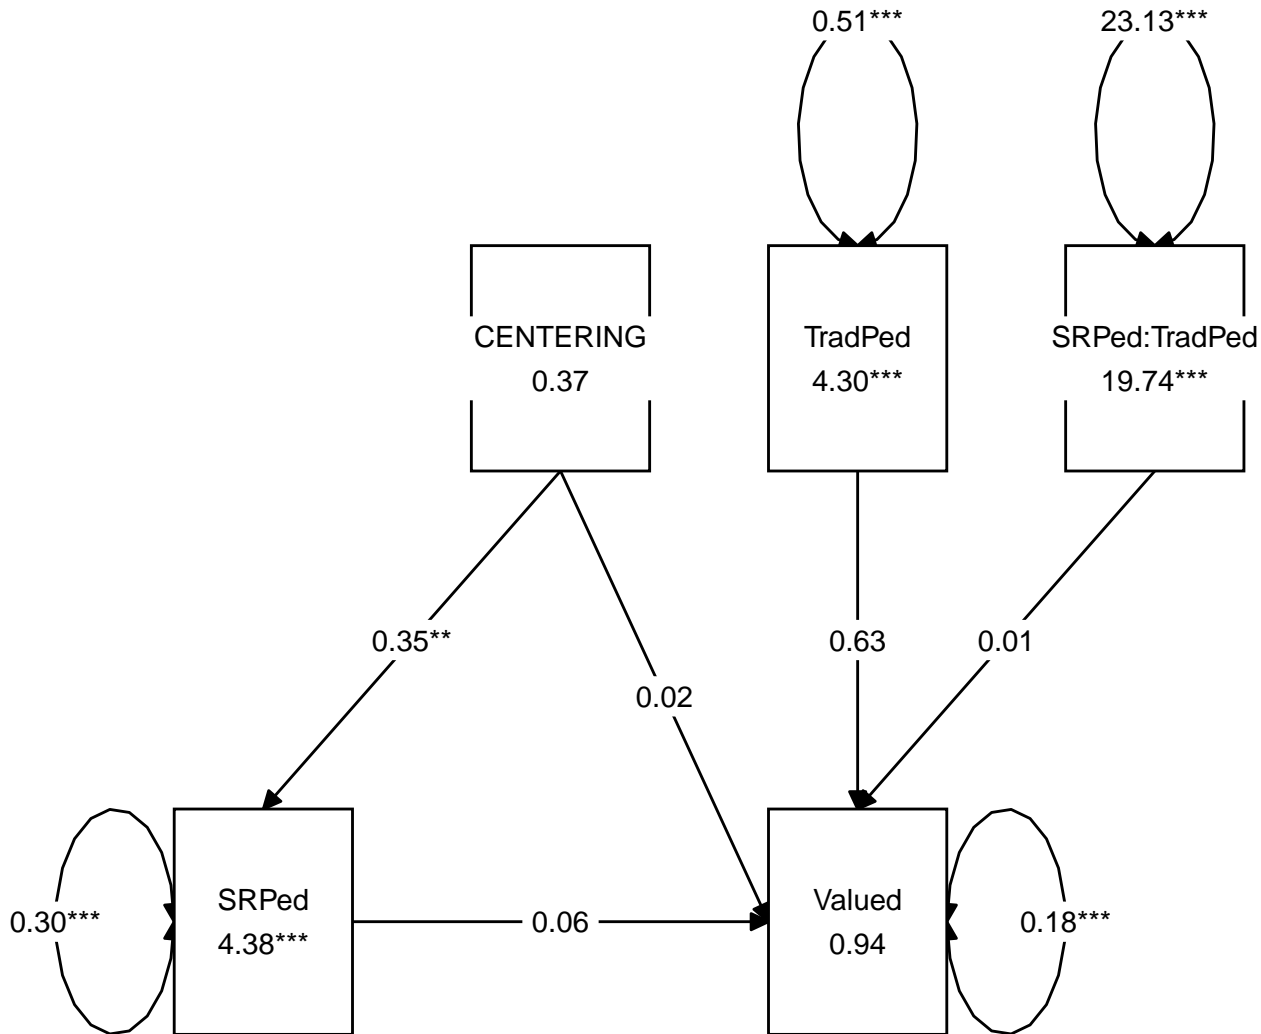 0.51***
23.13***
CENTERING
0.37
TradPed
4.30***
SRPed:TradPed
19.74***
0.35**
0.02
0.63
0.01
0.30***
SRPed
4.38***
0.06
Valued
0.94
0.18***